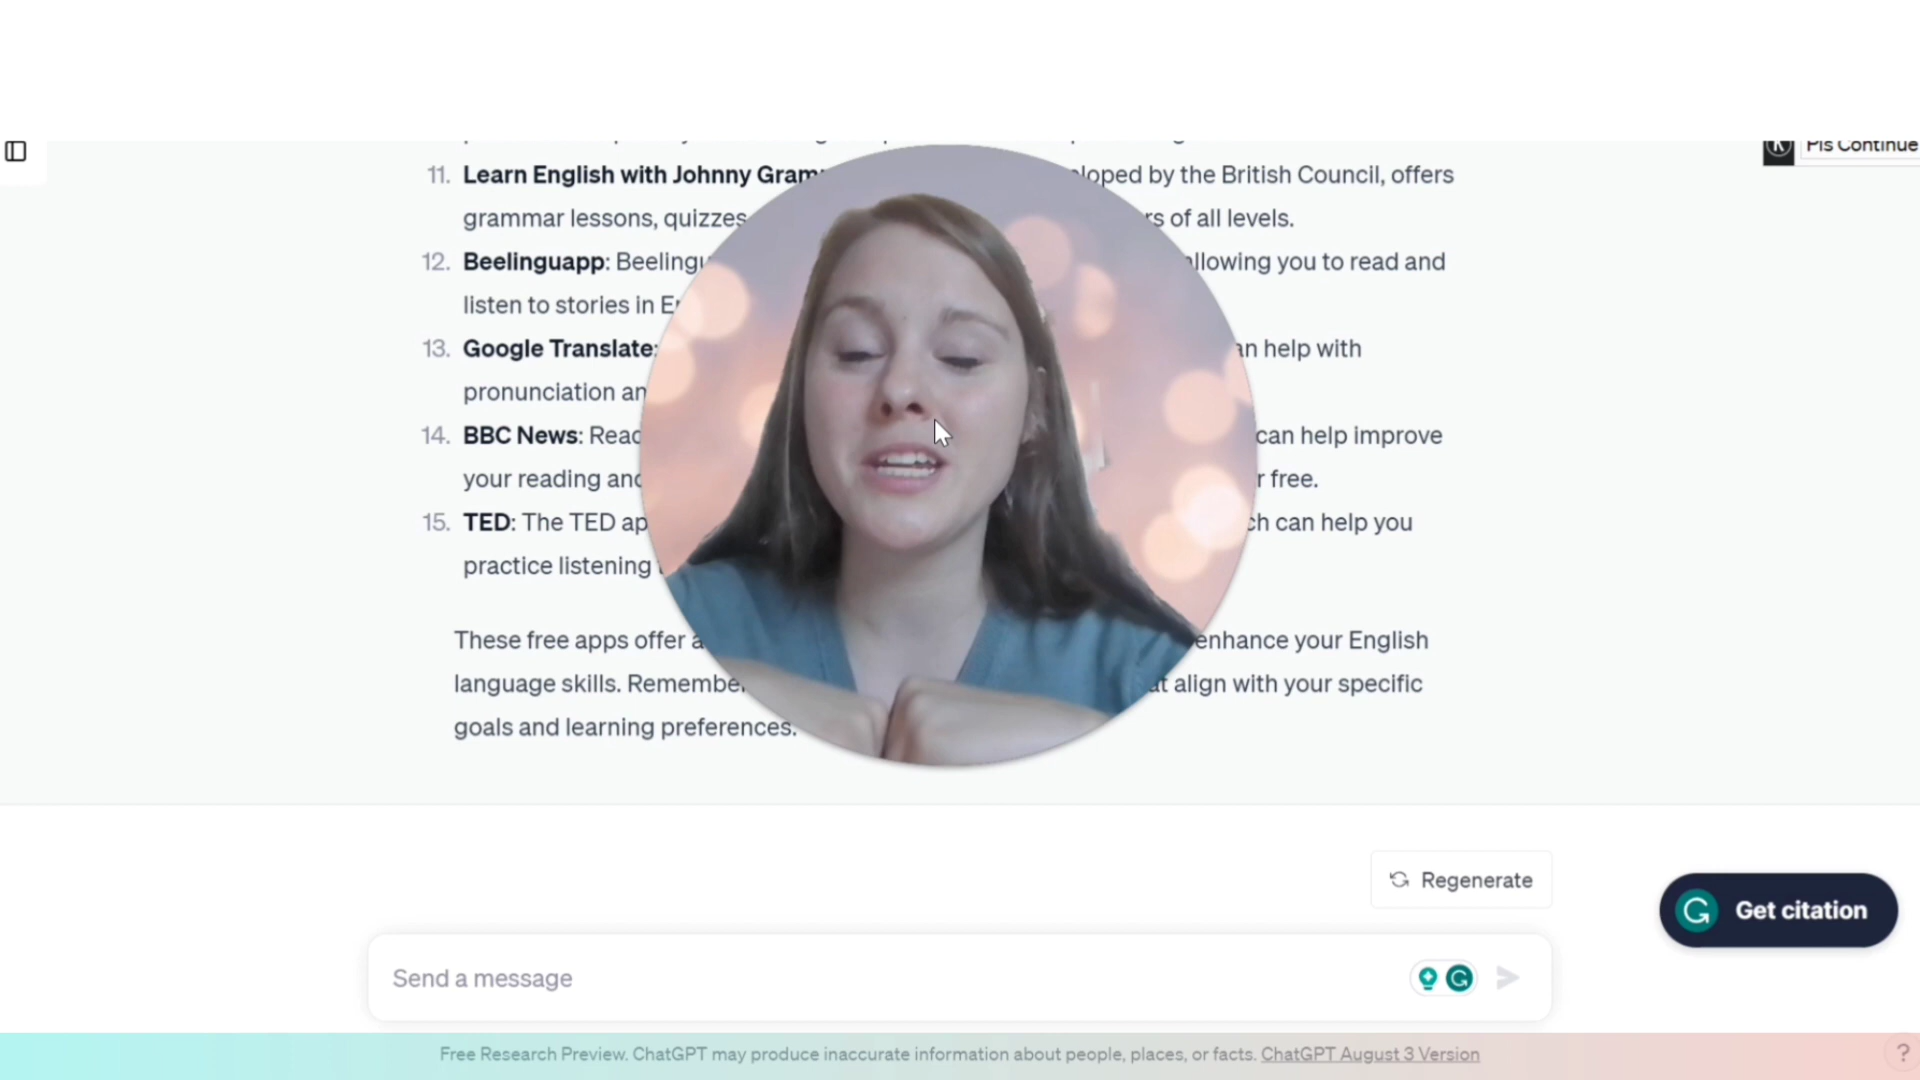 Pls Continue
11. Learn English with Johnny Gram loped by the British Council, offers
grammar lessons, quizzes rs of all levels.
12. Beelinguapp: Beelingu allowing you to read and
listen to stories in En
13. Google Translate: an help with
pronunciation an
14. BBC News: Read can help improve
your reading and r free.
15. TED: The TED ap ch can help you
practice listening
These free apps offer a enhance your English
language skills. Remember at align with your specific
goals and learning preferences.
Regenerate
Get citation
Send a message
Free Research Preview. ChatGPT may produce inaccurate information about people, places, or facts. ChatGPT August 3 Version
?